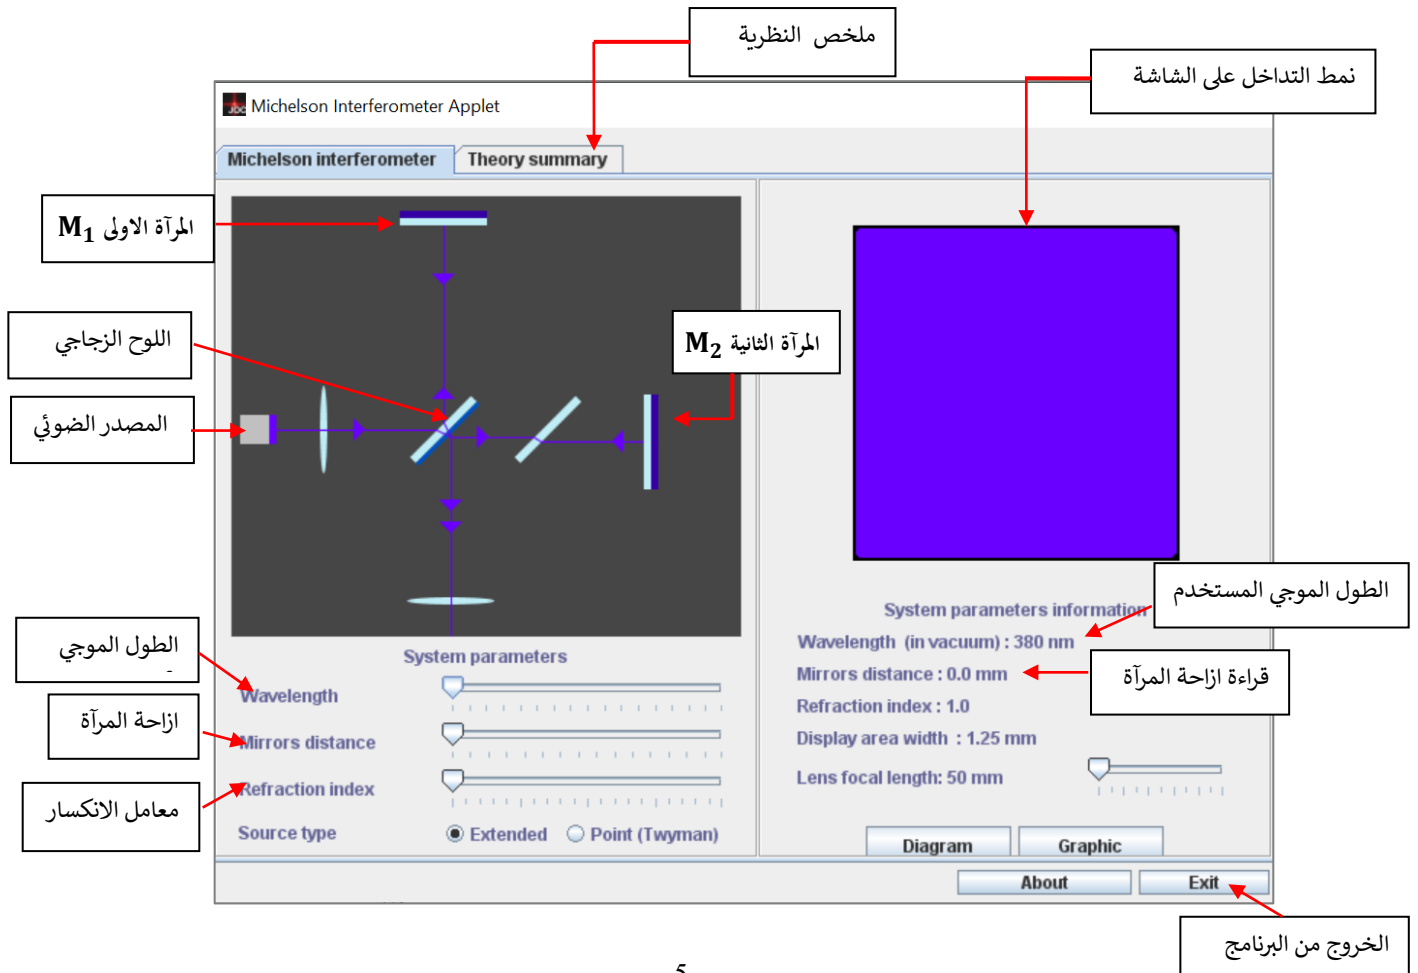 ملخص النظرية
نمط التداخل على الشاشة
JDC
Michelson Interferometer Applet
Michelson interferometer
Theory summary
المرآة الاولى M₁
اللوح الزجاجي
المصدر الضوئي
المرآة الثانية M₂
الطول الموجي المستخدم
System parameters information
Wavelength (in vacuum) : 380 nm
Mirrors distance : 0.0 mm
قراءة ازاحة المرآة
Refraction index : 1.0
Display area width : 1.25 mm
Lens focal length: 50 mm
الطول الموجي
System parameters
Wavelength
ازاحة المرآة
Mirrors distance
Refraction index
معامل الانكسار
Source type
Extended
Point (Twyman)
Diagram
Graphic
About
Exit
الخروج من البرنامج